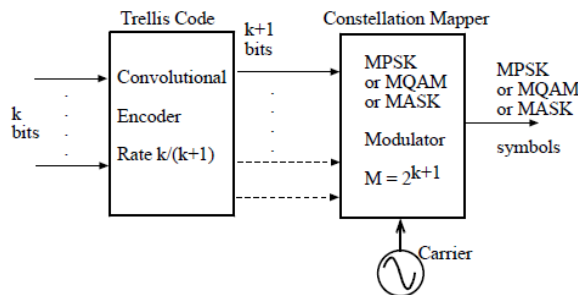 Trellis Code
Constellation Mapper
k+1
bits
k
bits
Convolutional
Encoder
Rate k/(k+1)
MPSK
or MQAM
or MASK
Modulator
M = 2^{k+1}
MPSK
or MQAM
or MASK
symbols
Carrier